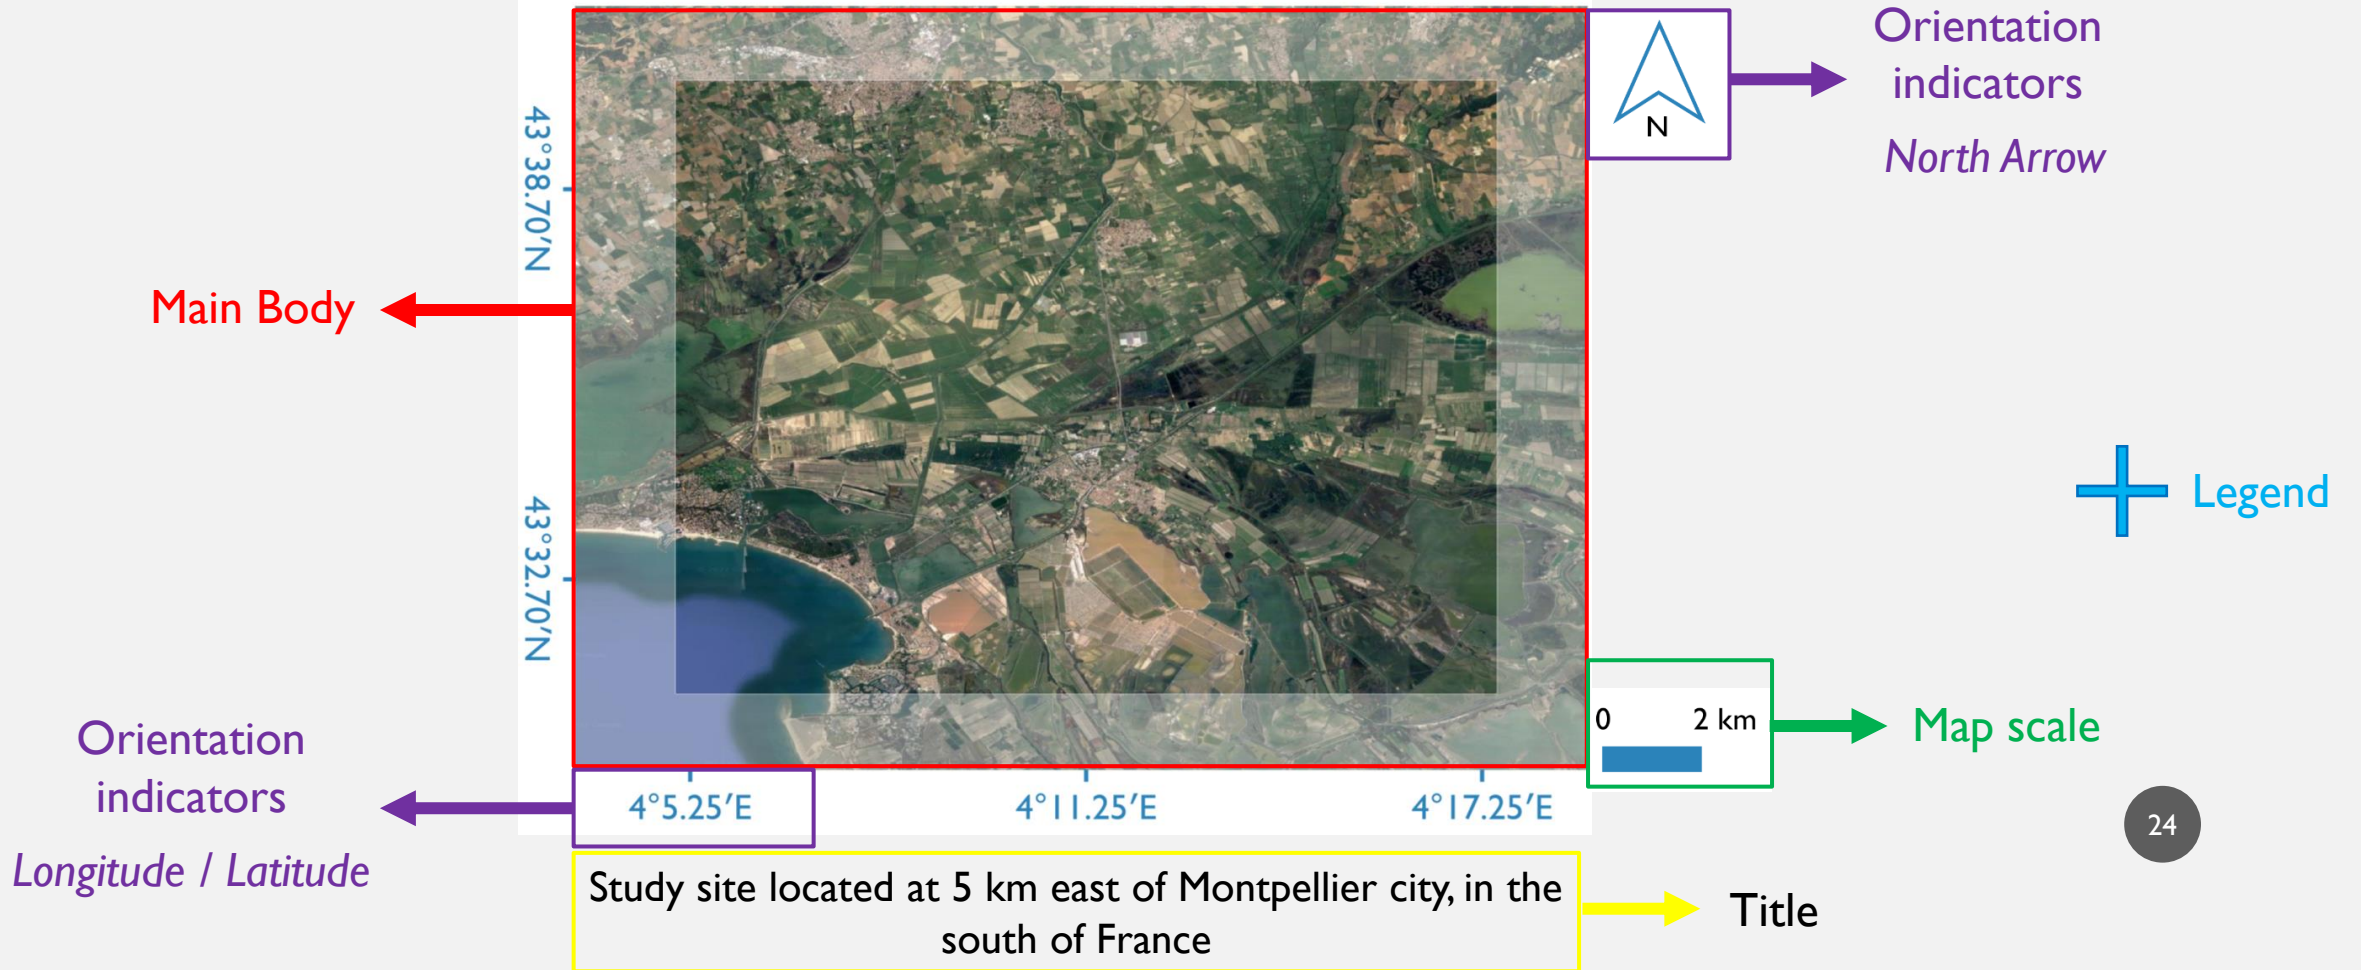 Orientation
indicators
North Arrow
N
43°38.70'N
Main Body
Legend
43°32.70'N
0 2 km
Map scale
Orientation
indicators
Longitude / Latitude
4°5.25'E 4°11.25'E 4°17.25'E
24
Study site located at 5 km east of Montpellier city, in the
south of France
Title